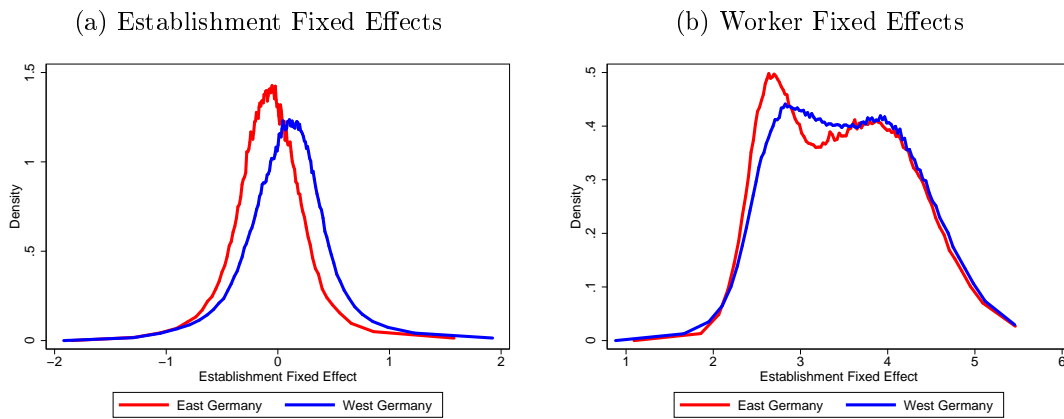 (a) Establishment Fixed Effects
Density
0 .5 1 1.5
−2 −1 0 1 2
Establishment Fixed Effect
East Germany West Germany
(b) Worker Fixed Effects
Density
0 .1 .2 .3 .4 .5
1 2 3 4 5 6
Establishment Fixed Effect
East Germany West Germany